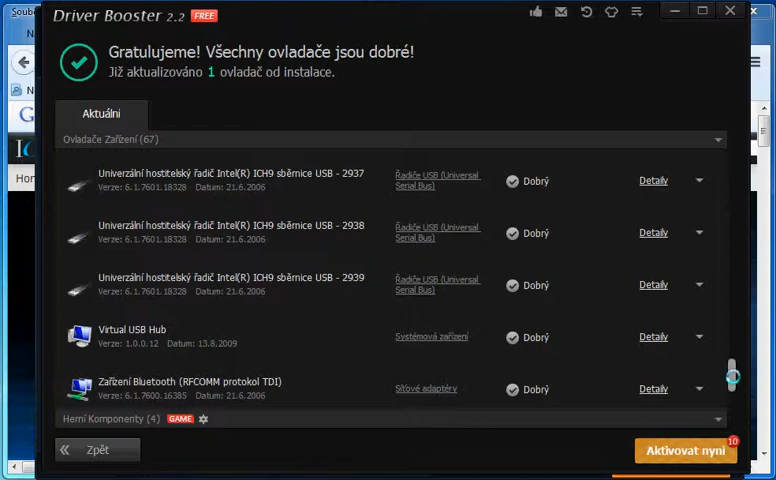 Soubo
Driver Booster 2.2 FREE
Gratulujeme! Všechny ovladače jsou dobré!
Již aktualizováno 1 ovladač od instalace.
Aktuálni
Ovladače Zařízení (67)
Univerzální hostitelský řadič Intel(R) ICH9 sběrnice USB - 2937
Verze: 6.1.7601.18328 Datum: 21.6.2006
Řadiče USB (Universal
Serial Bus)
Dobrý
Detaily
Univerzální hostitelský řadič Intel(R) ICH9 sběrnice USB - 2938
Verze: 6.1.7601.18328 Datum: 21.6.2006
Řadiče USB (Universal
Serial Bus)
Dobrý
Detaily
Univerzální hostitelský řadič Intel(R) ICH9 sběrnice USB - 2939
Verze: 6.1.7601.18328 Datum: 21.6.2006
Řadiče USB (Universal
Serial Bus)
Dobrý
Detaily
Virtual USB Hub
Verze: 1.0.0.12 Datum: 13.8.2009
Systémová zařízení
Dobrý
Detaily
Zařízení Bluetooth (RFCOMM protokol TDI)
Verze: 6.1.7600.16385 Datum: 21.6.2006
Síťové adaptéry
Dobrý
Detaily
Herní Komponenty (4) GAME
Zpět
Aktivovat nyní
10
Hor